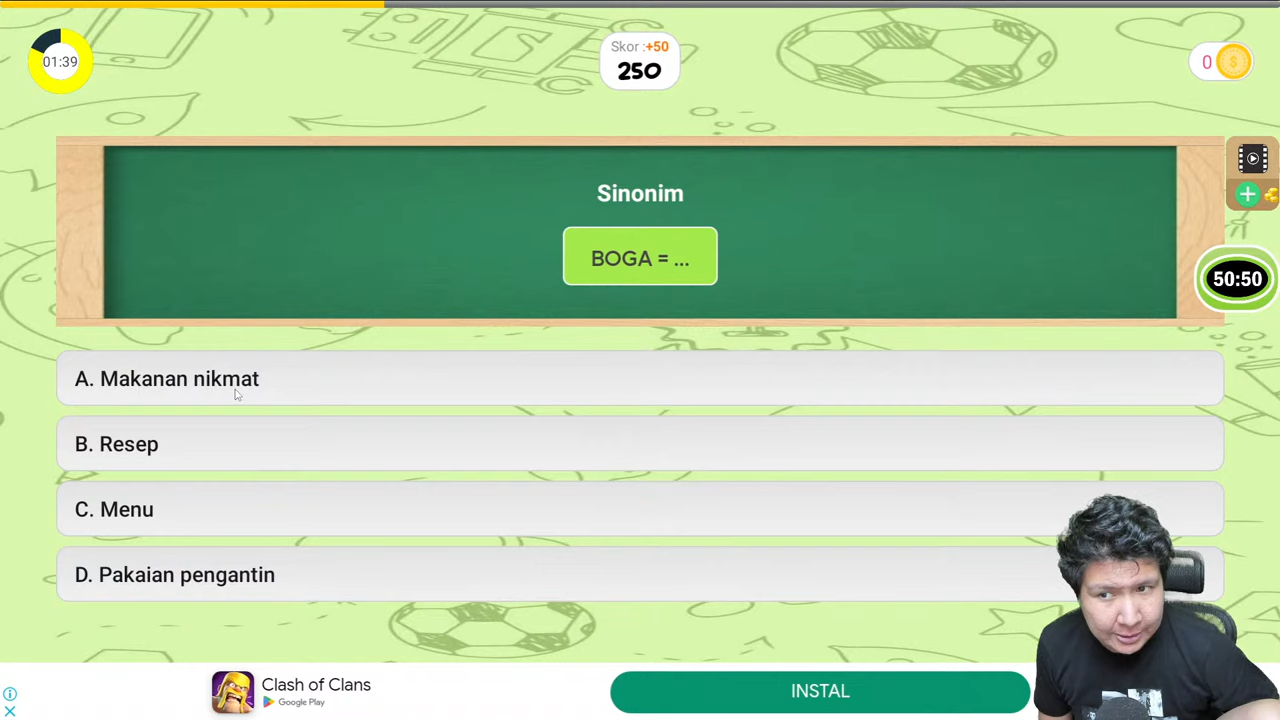 01:39
Skor :+50
250
0
Sinonim
BOGA = ...
50:50
A. Makanan nikmat
B. Resep
C. Menu
D. Pakaian pengantin
Clash of Clans
Google Play
INSTAL